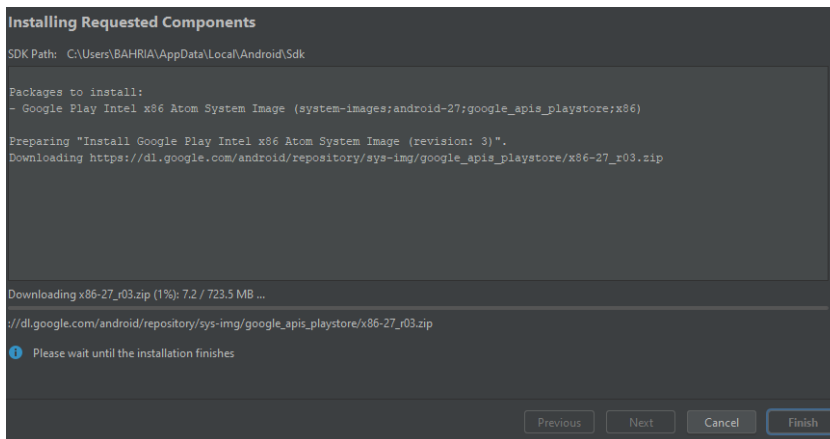 Installing Requested Components
SDK Path: C:\Users\BAHRIA\AppData\Local\Android\Sdk
Packages to install:
- Google Play Intel x86 Atom System Image (system-images;android-27;google_apis_playstore;x86)
Preparing "Install Google Play Intel x86 Atom System Image (revision: 3)".
Downloading https://dl.google.com/android/repository/sys-img/google_apis_playstore/x86-27_r03.zip
Downloading x86-27_r03.zip (1%): 7.2 / 723.5 MB ...
://dl.google.com/android/repository/sys-img/google_apis_playstore/x86-27_r03.zip
Please wait until the installation finishes
Previous Next Cancel Finish